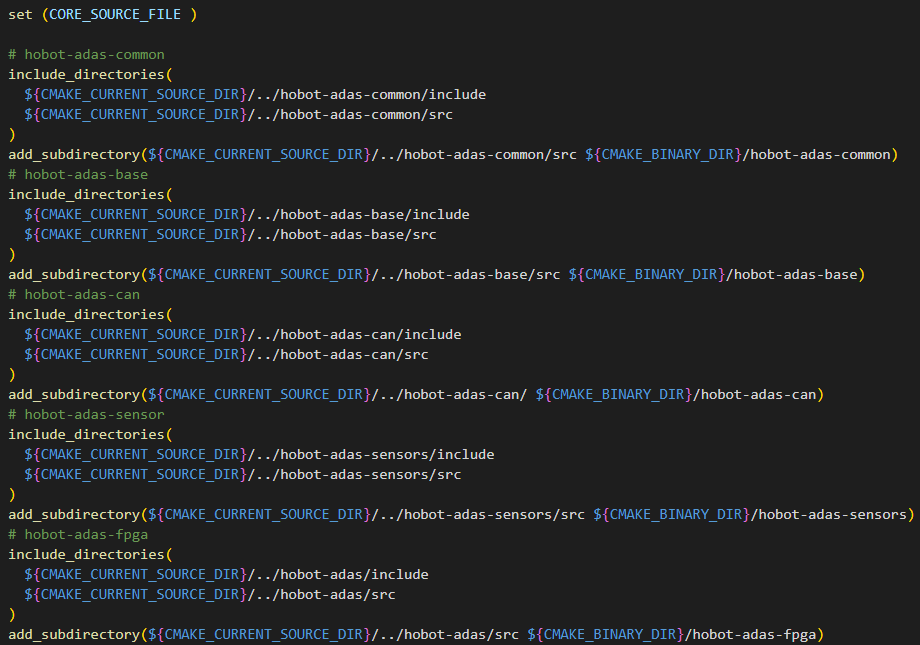 set (CORE_SOURCE_FILE )
# hobot-adas-common
include_directories(
${CMAKE_CURRENT_SOURCE_DIR}/../hobot-adas-common/include
${CMAKE_CURRENT_SOURCE_DIR}/../hobot-adas-common/src
)
add_subdirectory(${CMAKE_CURRENT_SOURCE_DIR}/../hobot-adas-common/src ${CMAKE_BINARY_DIR}/hobot-adas-common)
# hobot-adas-base
include_directories(
${CMAKE_CURRENT_SOURCE_DIR}/../hobot-adas-base/include
${CMAKE_CURRENT_SOURCE_DIR}/../hobot-adas-base/src
)
add_subdirectory(${CMAKE_CURRENT_SOURCE_DIR}/../hobot-adas-base/src ${CMAKE_BINARY_DIR}/hobot-adas-base)
# hobot-adas-can
include_directories(
${CMAKE_CURRENT_SOURCE_DIR}/../hobot-adas-can/include
${CMAKE_CURRENT_SOURCE_DIR}/../hobot-adas-can/src
)
add_subdirectory(${CMAKE_CURRENT_SOURCE_DIR}/../hobot-adas-can/ ${CMAKE_BINARY_DIR}/hobot-adas-can)
# hobot-adas-sensor
include_directories(
${CMAKE_CURRENT_SOURCE_DIR}/../hobot-adas-sensors/include
${CMAKE_CURRENT_SOURCE_DIR}/../hobot-adas-sensors/src
)
add_subdirectory(${CMAKE_CURRENT_SOURCE_DIR}/../hobot-adas-sensors/src ${CMAKE_BINARY_DIR}/hobot-adas-sensors)
# hobot-adas-fpga
include_directories(
${CMAKE_CURRENT_SOURCE_DIR}/../hobot-adas/include
${CMAKE_CURRENT_SOURCE_DIR}/../hobot-adas/src
)
add_subdirectory(${CMAKE_CURRENT_SOURCE_DIR}/../hobot-adas/src ${CMAKE_BINARY_DIR}/hobot-adas-fpga)